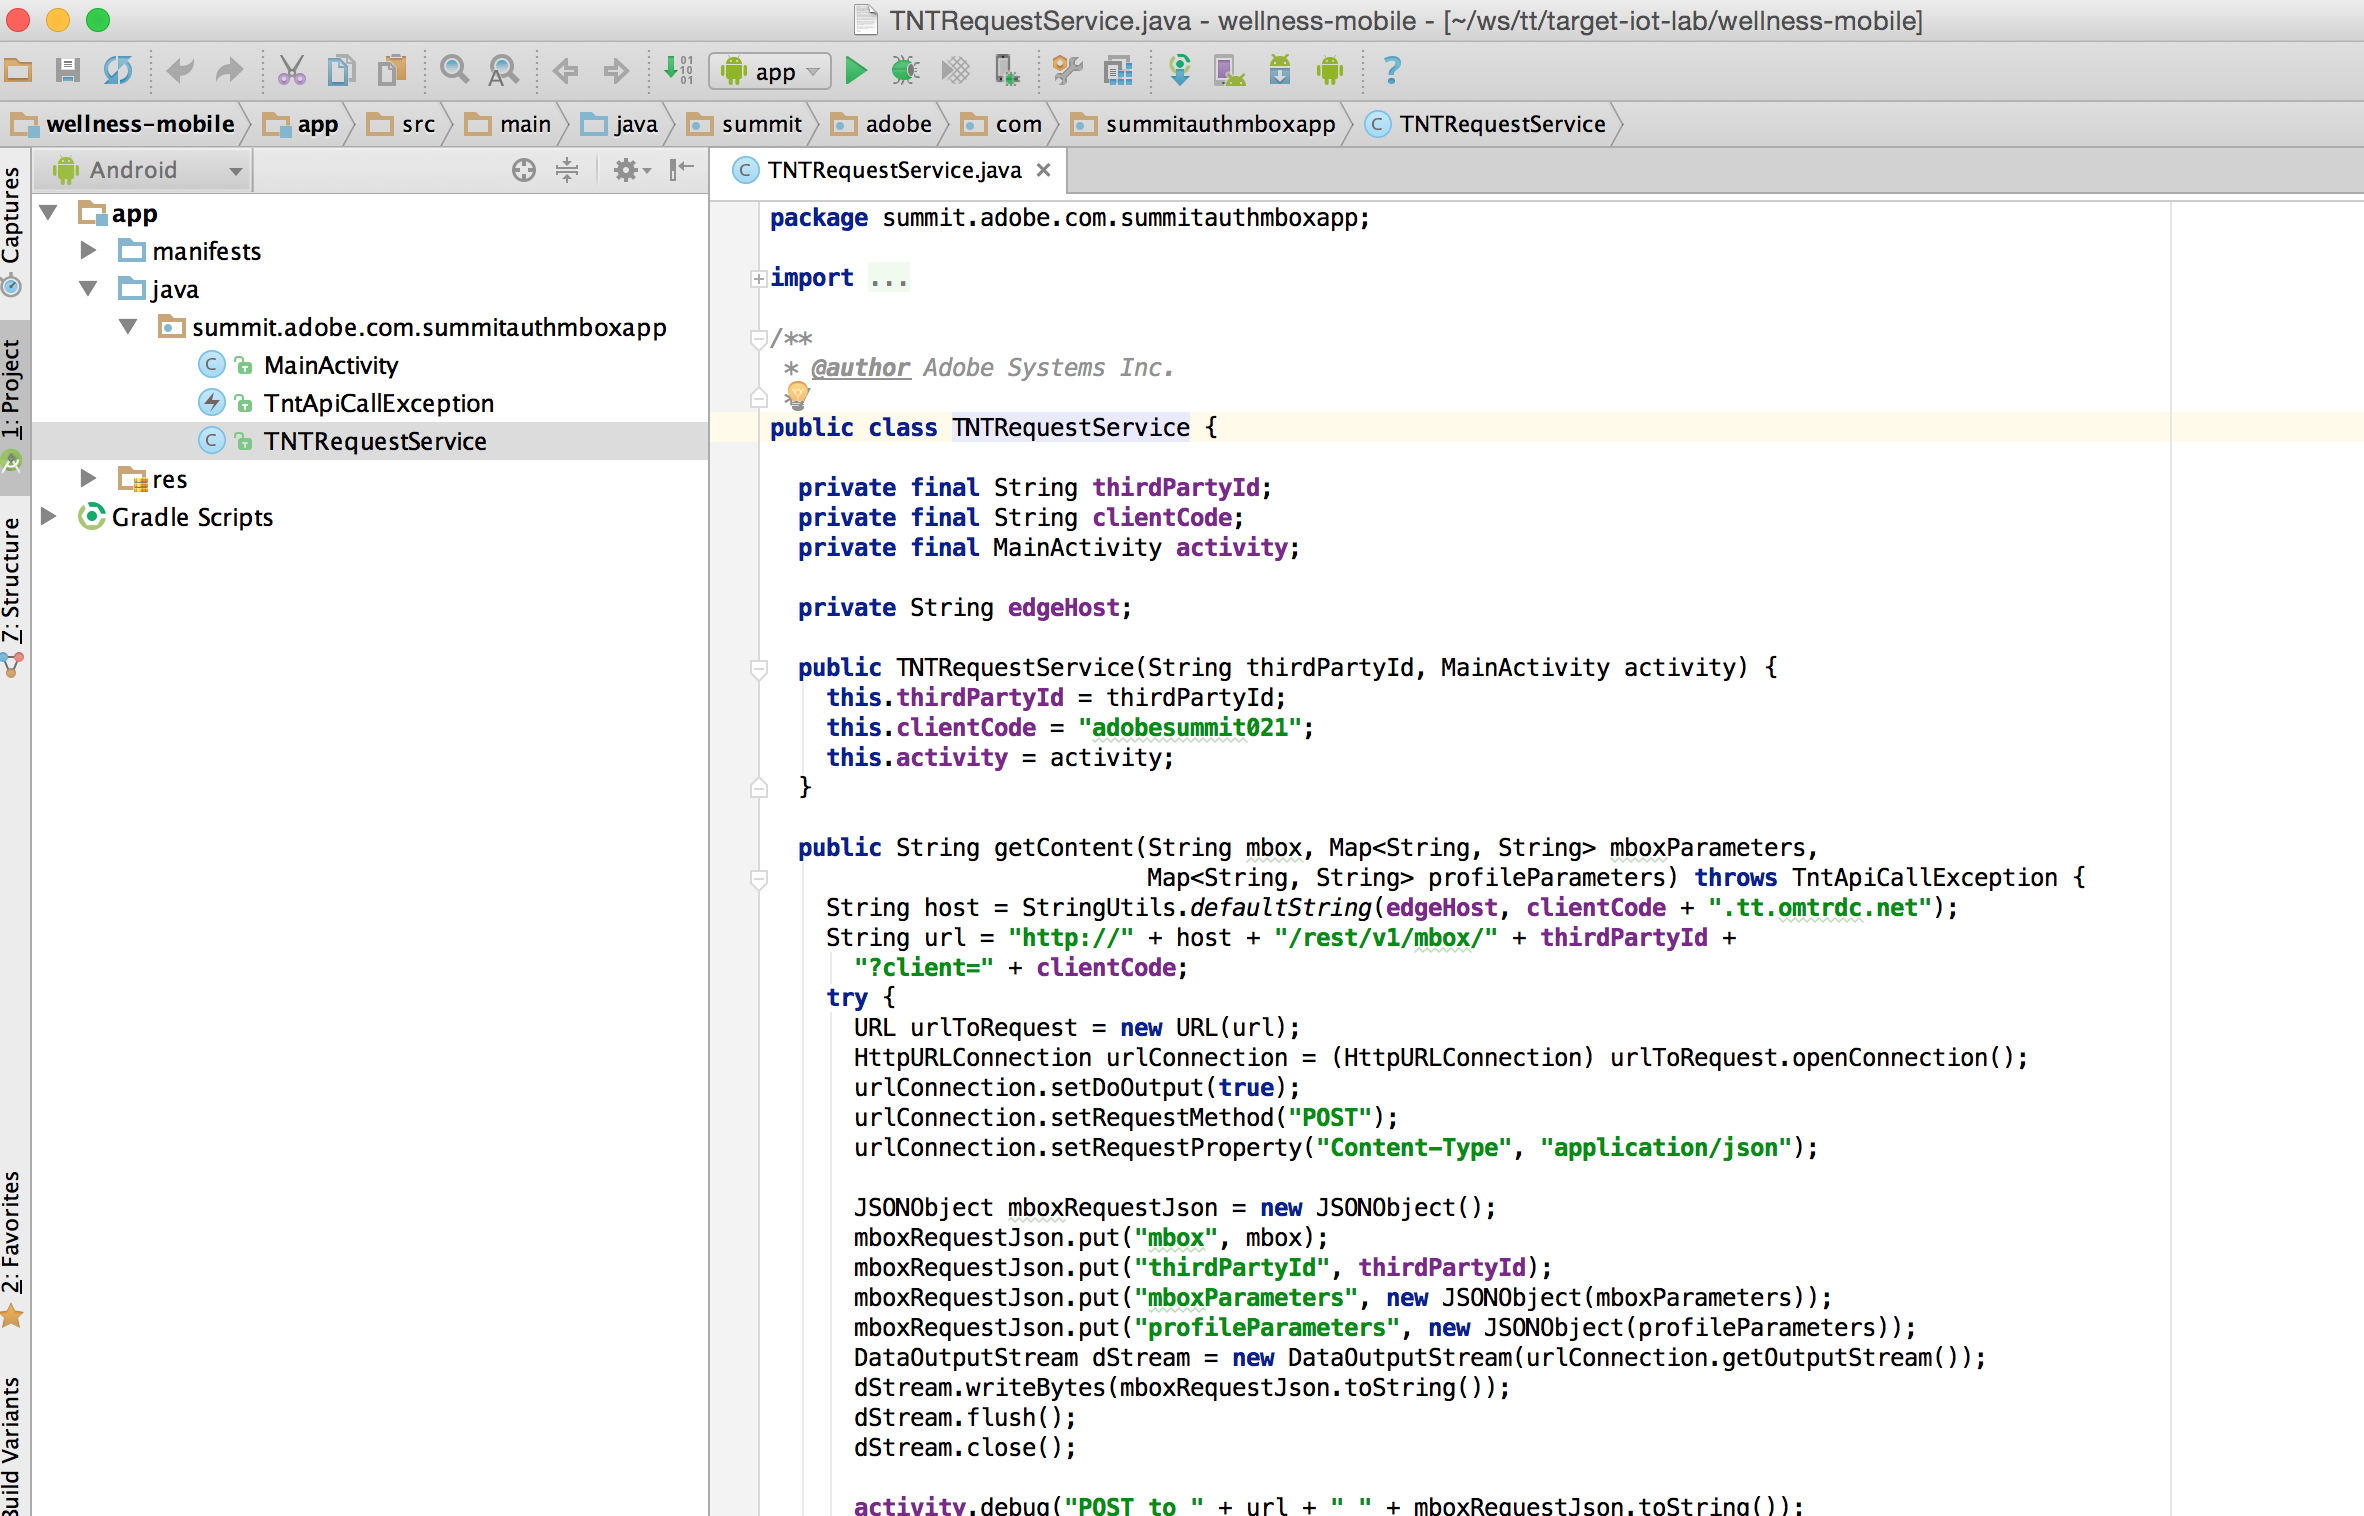 TNTRequestService.java - wellness-mobile - [~/ws/tt/target-iot-lab/wellness-mobile]
app
wellness-mobile app src main java summit adobe com summitauthmboxapp TNTRequestService
Captures
1: Project
7: Structure
2: Favorites
Build Variants
Android
app
manifests
java
summit.adobe.com.summitauthmboxapp
MainActivity
TntApiCallException
TNTRequestService
res
Gradle Scripts
TNTRequestService.java
package summit.adobe.com.summitauthmboxapp;
import ...
/**
* @author Adobe Systems Inc.
*/
public class TNTRequestService {
private final String thirdPartyId;
private final String clientCode;
private final MainActivity activity;
private String edgeHost;
public TNTRequestService(String thirdPartyId, MainActivity activity) {
this.thirdPartyId = thirdPartyId;
this.clientCode = "adobesummit021";
this.activity = activity;
}
public String getContent(String mbox, Map<String, String> mboxParameters,
Map<String, String> profileParameters) throws TntApiCallException {
String host = StringUtils.defaultString(edgeHost, clientCode + ".tt.omtrdc.net");
String url = "http://" + host + "/rest/v1/mbox/" + thirdPartyId +
"?client=" + clientCode;
try {
URL urlToRequest = new URL(url);
HttpURLConnection urlConnection = (HttpURLConnection) urlToRequest.openConnection();
urlConnection.setDoOutput(true);
urlConnection.setRequestMethod("POST");
urlConnection.setRequestProperty("Content-Type", "application/json");
JSONObject mboxRequestJson = new JSONObject();
mboxRequestJson.put("mbox", mbox);
mboxRequestJson.put("thirdPartyId", thirdPartyId);
mboxRequestJson.put("mboxParameters", new JSONObject(mboxParameters));
mboxRequestJson.put("profileParameters", new JSONObject(profileParameters));
DataOutputStream dStream = new DataOutputStream(urlConnection.getOutputStream());
dStream.writeBytes(mboxRequestJson.toString());
dStream.flush();
dStream.close();
activity.debug("POST to " + url + " " + mboxRequestJson.toString());